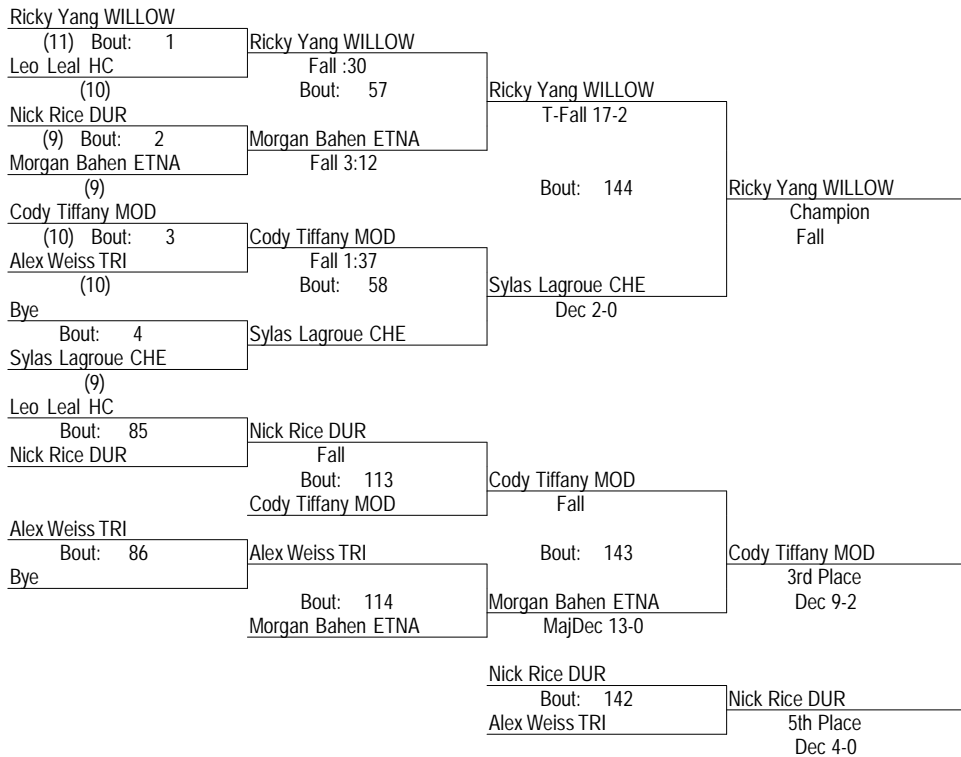 Ricky Yang WILLOW
(11) Bout: 1
Leo Leal HC
(10)
Nick Rice DUR
(9) Bout: 2
Morgan Bahen ETNA
(9)
Cody Tiffany MOD
(10) Bout: 3
Alex Weiss TRI
(10)
Bye
Bout: 4
Sylas Lagroue CHE
(9)
Ricky Yang WILLOW
Fall :30
Bout: 57
Morgan Bahen ETNA
Fall 3:12
Cody Tiffany MOD
Fall 1:37
Bout: 58
Sylas Lagroue CHE
Ricky Yang WILLOW
T-Fall 17-2
Bout: 144
Sylas Lagroue CHE
Dec 2-0
Ricky Yang WILLOW
Champion
Fall
Leo Leal HC
Bout: 85
Nick Rice DUR
Alex Weiss TRI
Bout: 86
Bye
Nick Rice DUR
Fall
Bout: 113
Cody Tiffany MOD
Alex Weiss TRI
Bout: 114
Morgan Bahen ETNA
Cody Tiffany MOD
Fall
Bout: 143
Morgan Bahen ETNA
MajDec 13-0
Cody Tiffany MOD
3rd Place
Dec 9-2
Nick Rice DUR
Bout: 142
Alex Weiss TRI
Nick Rice DUR
5th Place
Dec 4-0